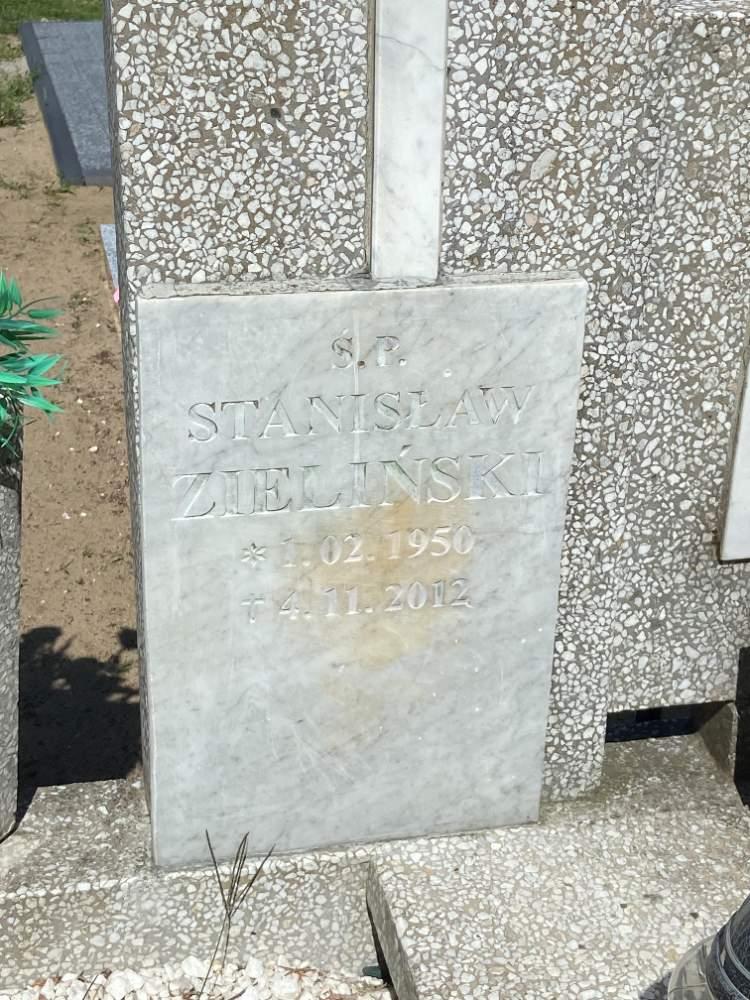 Ś.P.
STANISŁAW
ZIELIŃSKI
* 1.02.1950
† 4.11.2012